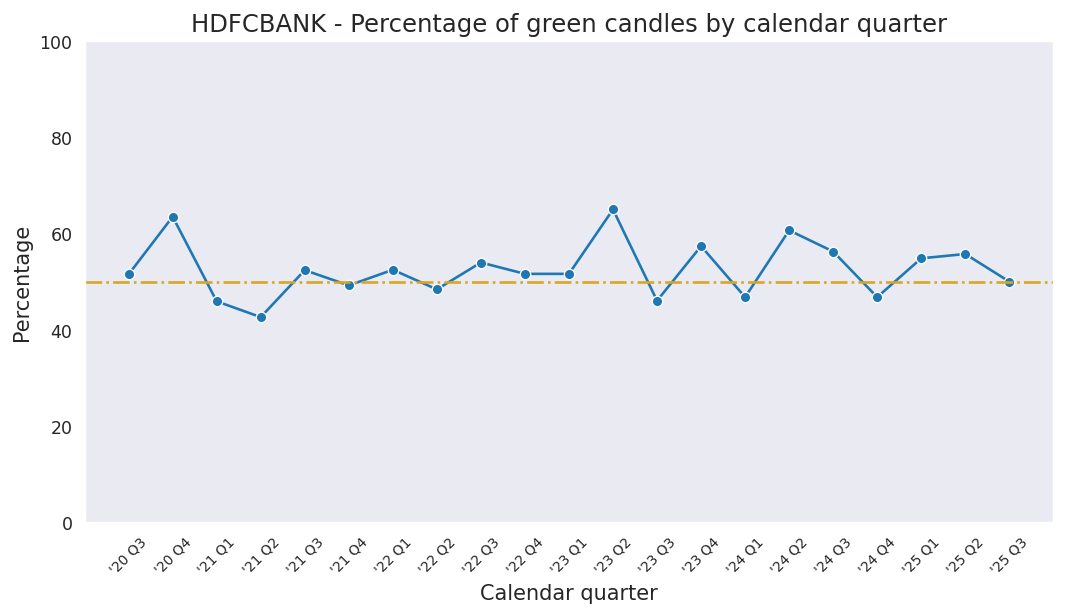 HDFCBANK - Percentage of green candles by calendar quarter
100
80
60
40
20
0
Percentage
'20 Q3
'20 Q4
'21 Q1
'21 Q2
'21 Q3
'21 Q4
'22 Q1
'22 Q2
'22 Q3
'22 Q4
'23 Q1
'23 Q2
'23 Q3
'23 Q4
'24 Q1
'24 Q2
'24 Q3
'24 Q4
'25 Q1
'25 Q2
'25 Q3
Calendar quarter